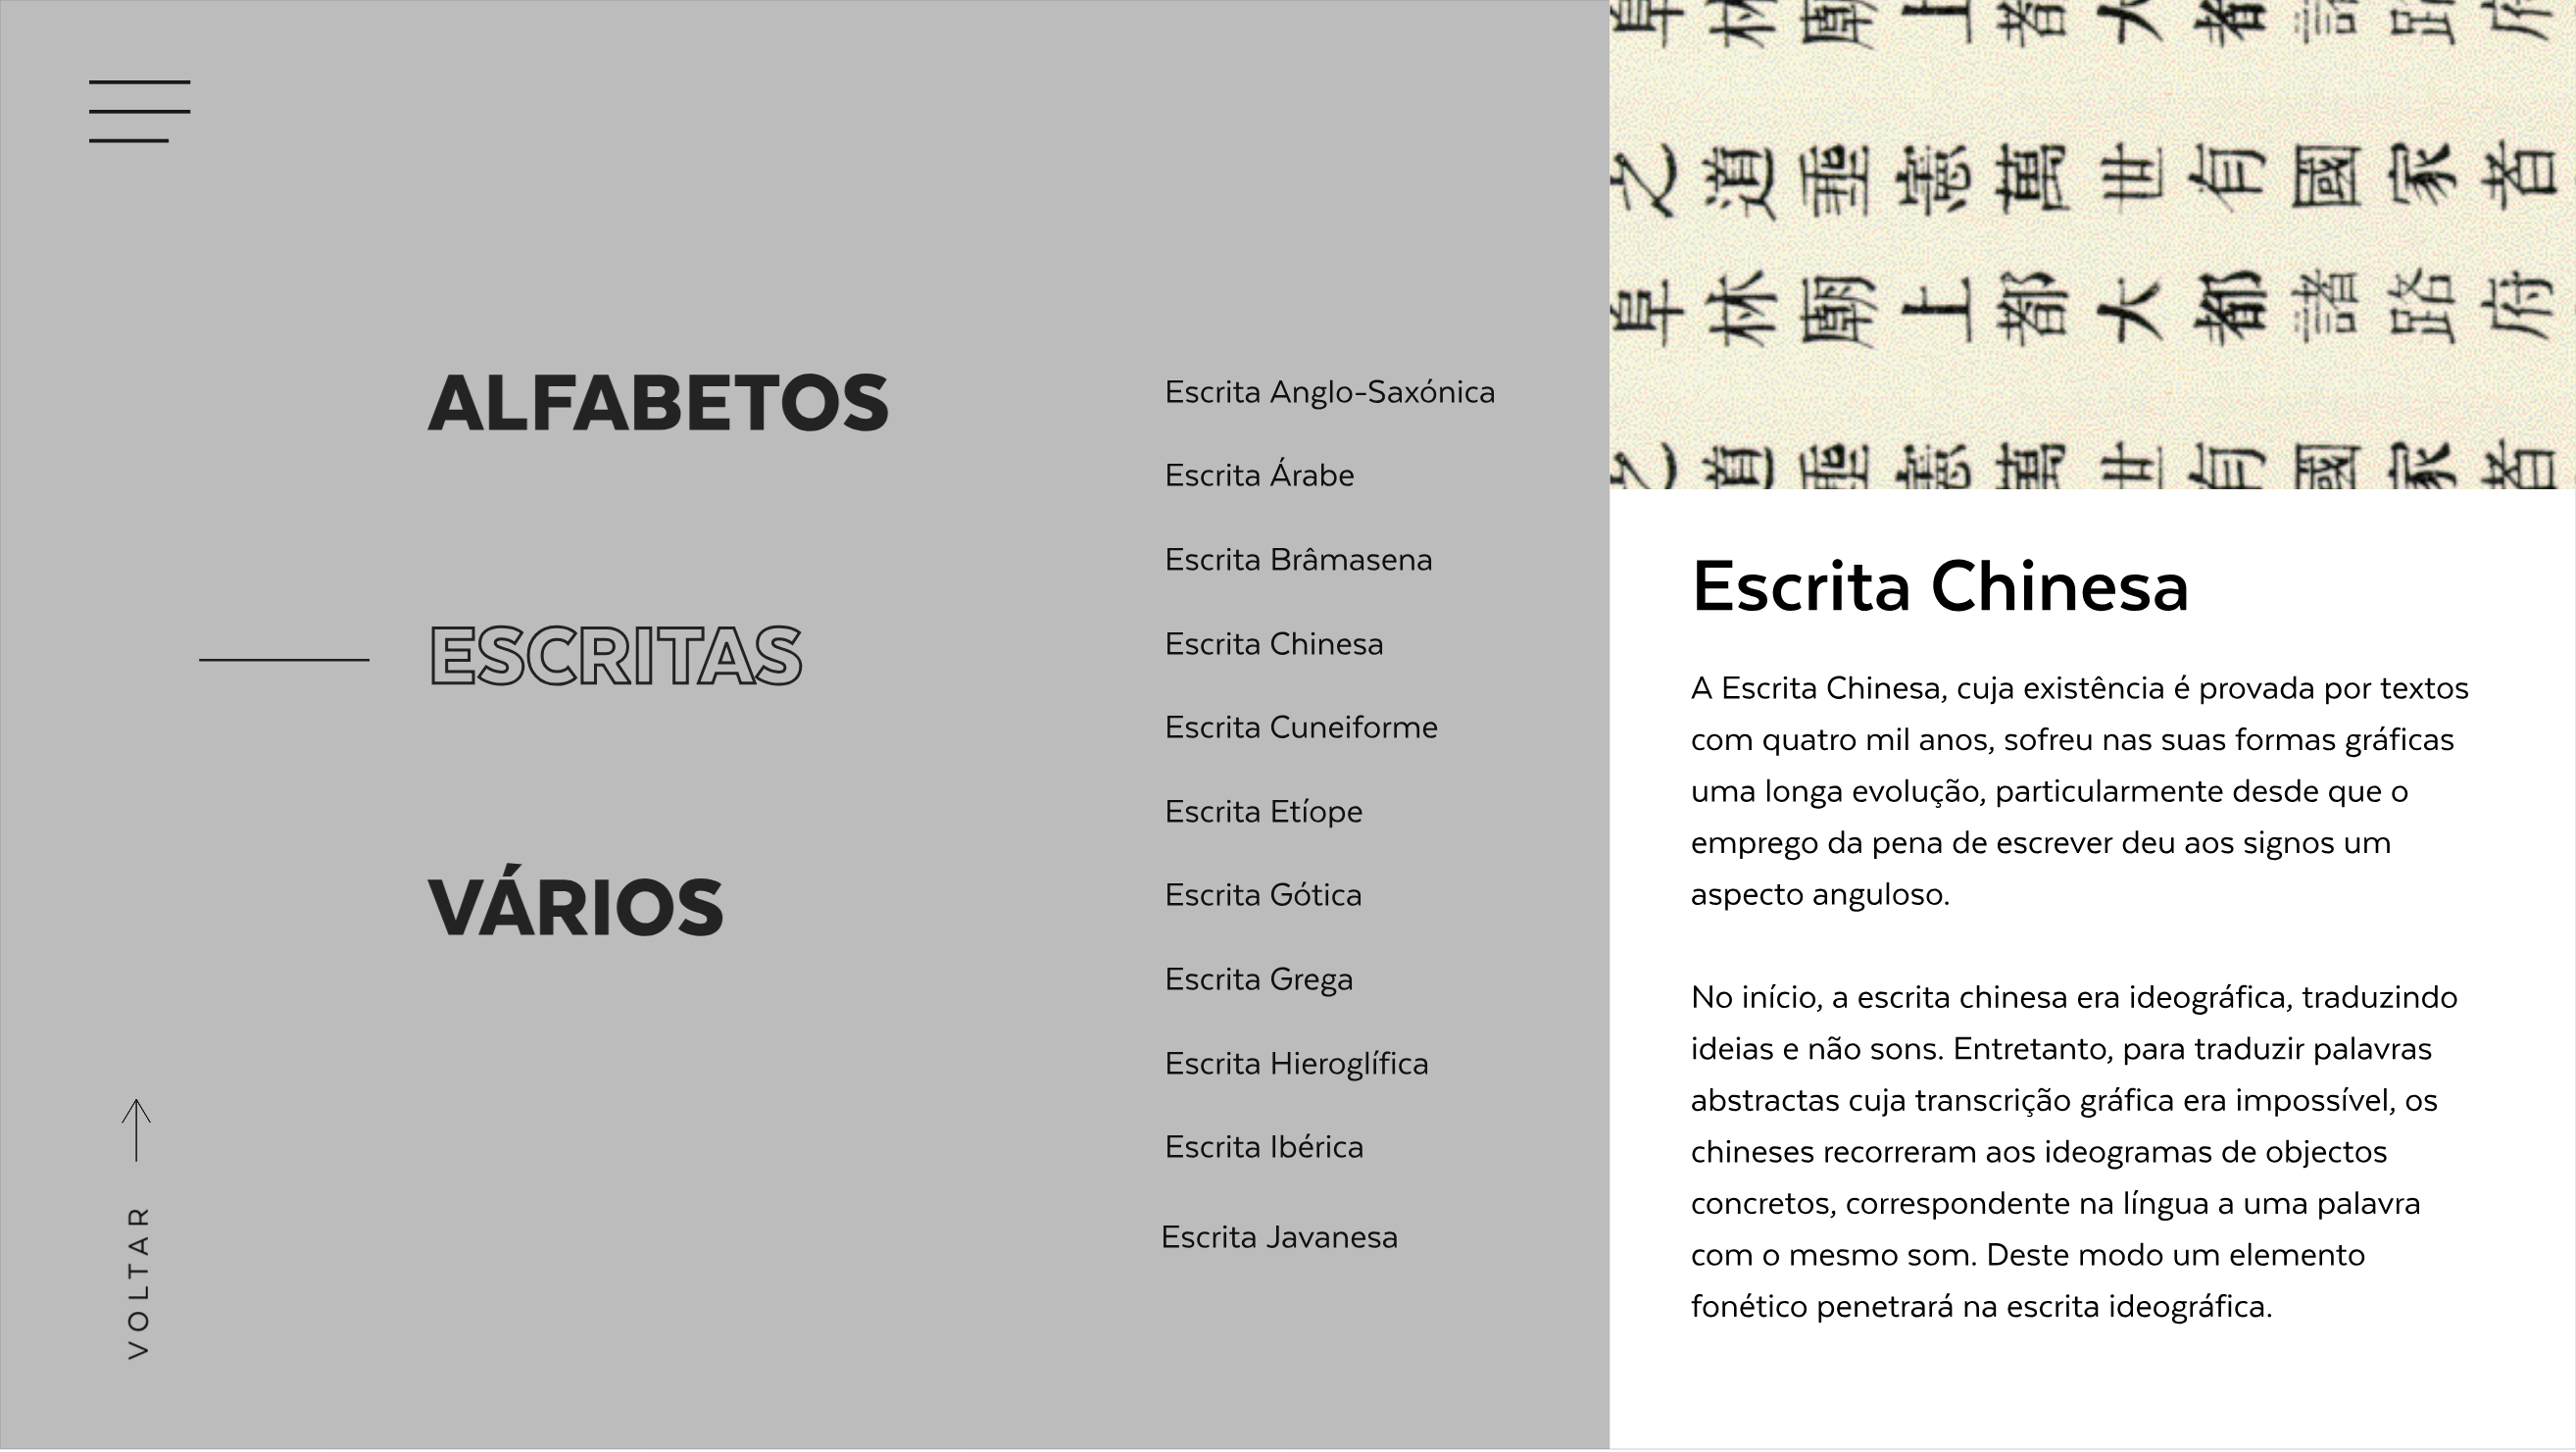 ALFABETOS
ESCRITAS
VÁRIOS
VOLTAR
Escrita Anglo-Saxónica
Escrita Árabe
Escrita Brâmasena
Escrita Chinesa
Escrita Cuneiforme
Escrita Etíope
Escrita Gótica
Escrita Grega
Escrita Hieroglífica
Escrita Ibérica
Escrita Javanesa
之道垂憲萬世有國家者
阜林廟上都大都諸路府
Escrita Chinesa
A Escrita Chinesa, cuja existência é provada por textos
com quatro mil anos, sofreu nas suas formas gráficas
uma longa evolução, particularmente desde que o
emprego da pena de escrever deu aos signos um
aspecto anguloso.
No início, a escrita chinesa era ideográfica, traduzindo
ideias e não sons. Entretanto, para traduzir palavras
abstractas cuja transcrição gráfica era impossível, os
chineses recorreram aos ideogramas de objectos
concretos, correspondente na língua a uma palavra
com o mesmo som. Deste modo um elemento
fonético penetrará na escrita ideográfica.